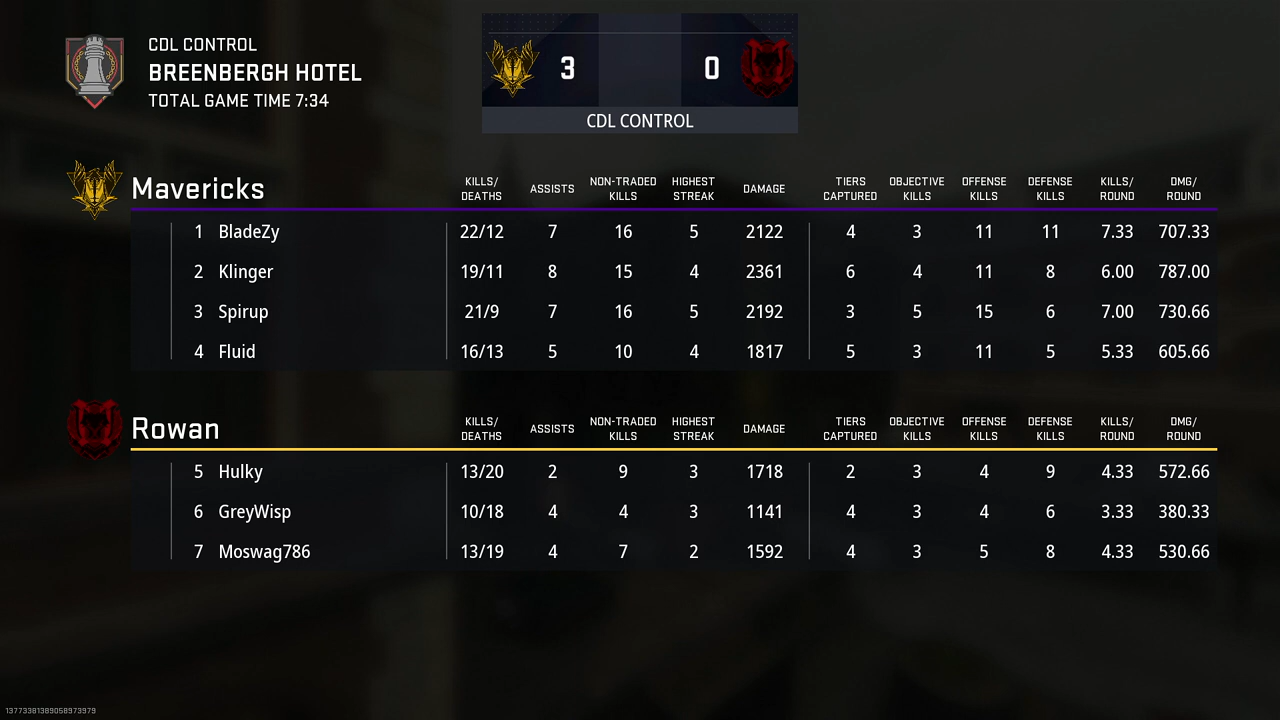 CDL CONTROL
BREENBERGH HOTEL
TOTAL GAME TIME 7:34
3 0
CDL CONTROL
Mavericks KILLS/ DEATHS ASSISTS NON-TRADED KILLS HIGHEST STREAK DAMAGE TIERS CAPTURED OBJECTIVE KILLS OFFENSE KILLS DEFENSE KILLS KILLS/ ROUND DMG/ ROUND
1 BladeZy 22/12 7 16 5 2122 4 3 11 11 7.33 707.33
2 Klinger 19/11 8 15 4 2361 6 4 11 8 6.00 787.00
3 Spirup 21/9 7 16 5 2192 3 5 15 6 7.00 730.66
4 Fluid 16/13 5 10 4 1817 5 3 11 5 5.33 605.66
Rowan KILLS/ DEATHS ASSISTS NON-TRADED KILLS HIGHEST STREAK DAMAGE TIERS CAPTURED OBJECTIVE KILLS OFFENSE KILLS DEFENSE KILLS KILLS/ ROUND DMG/ ROUND
5 Hulky 13/20 2 9 3 1718 2 3 4 9 4.33 572.66
6 GreyWisp 10/18 4 4 3 1141 4 3 4 6 3.33 380.33
7 Moswag786 13/19 4 7 2 1592 4 3 5 8 4.33 530.66
13773381389058973979